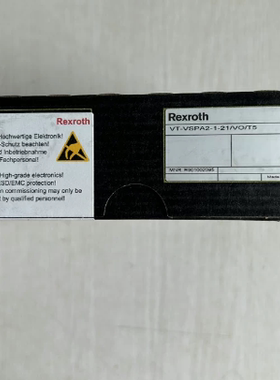 Rexroth
Hochwertige Elektronik!
-Schutz beachten!
d Inbetriebnahme
Fachpersonal!
High-grade electronics!
ESD/EMC protection!
n commissioning may only be
t by qualified personnel!
Rexroth
VT-VSPA2-1-21/V0/T5